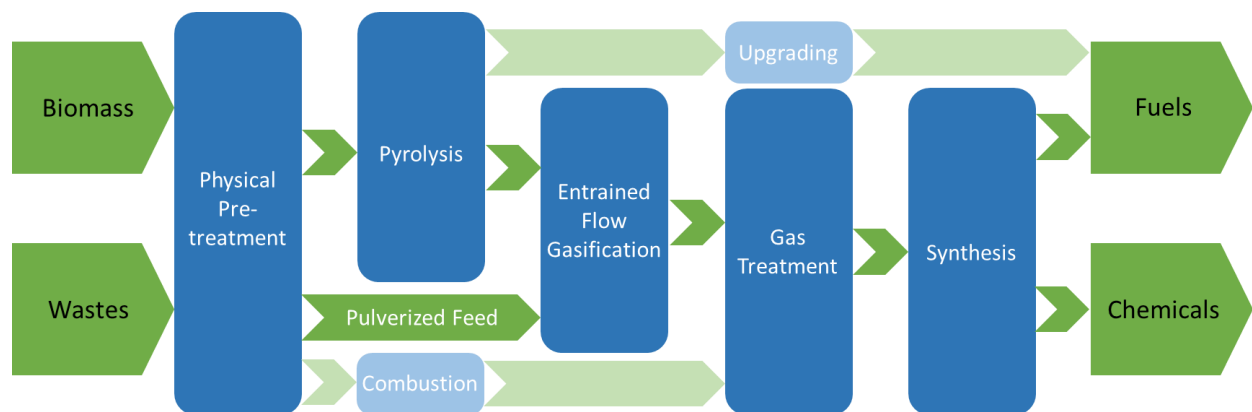 Biomass
Wastes
Physical
Pre-
treatment
Pyrolysis
Pulverized Feed
Combustion
Entrained
Flow
Gasification
Upgrading
Gas
Treatment
Synthesis
Fuels
Chemicals